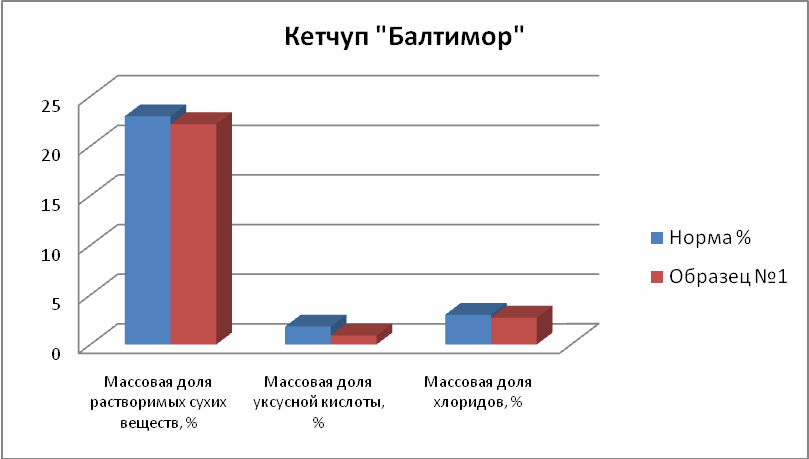 Кетчуп "Балтимор"
25
20
15
10
5
0
Массовая доля
растворимых сухих
веществ, %
Массовая доля
уксусной кислоты,
%
Массовая доля
хлоридов, %
Норма %
Образец №1